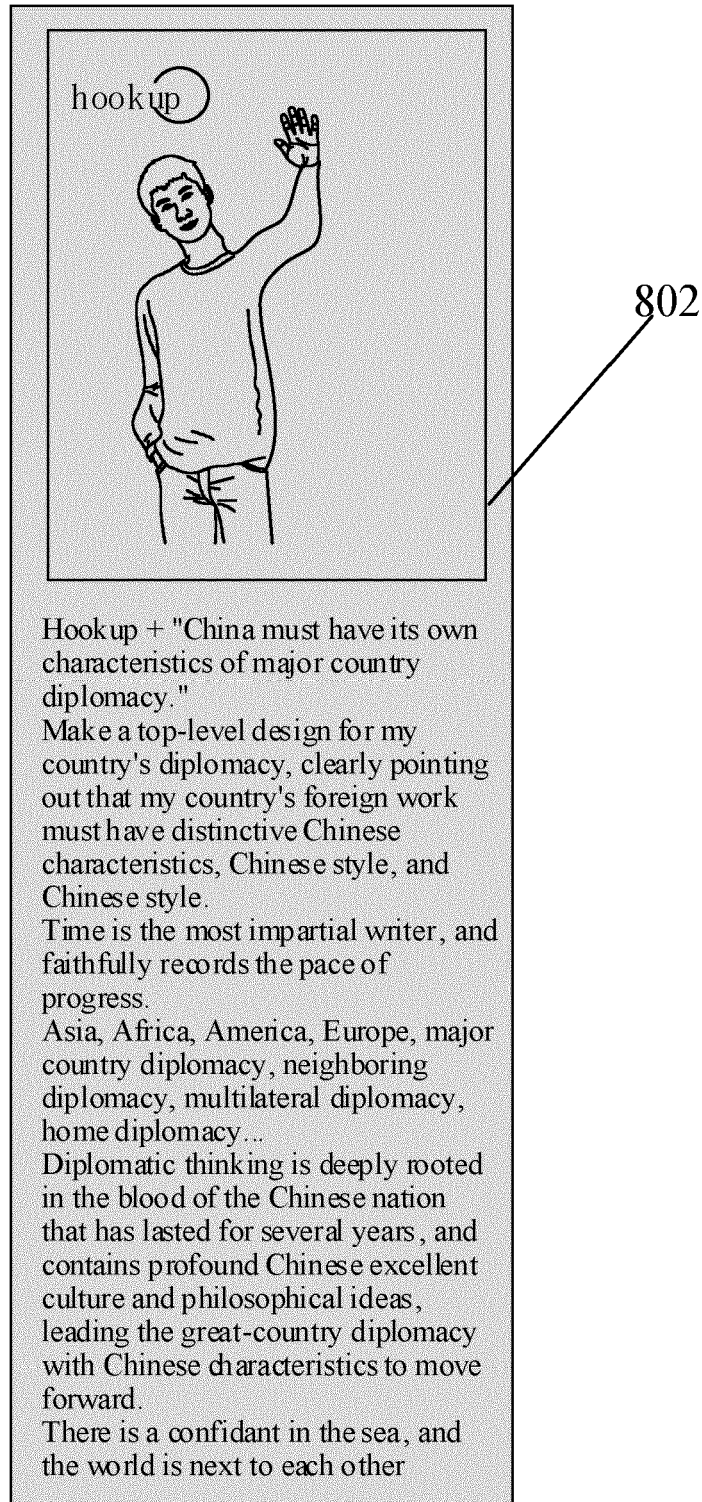 hookup
802
Hookup + "China must have its own
characteristics of major country
diplomacy."
Make a top-level design for my
country's diplomacy, clearly pointing
out that my country's foreign work
must have distinctive Chinese
characteristics, Chinese style, and
Chinese style.
Time is the most impartial writer, and
faithfully records the pace of
progress.
Asia, Africa, America, Europe, major
country diplomacy, neighboring
diplomacy, multilateral diplomacy,
home diplomacy...
Diplomatic thinking is deeply rooted
in the blood of the Chinese nation
that has lasted for several years, and
contains profound Chinese excellent
culture and philosophical ideas,
leading the great-country diplomacy
with Chinese characteristics to move
forward.
There is a confidant in the sea, and
the world is next to each other